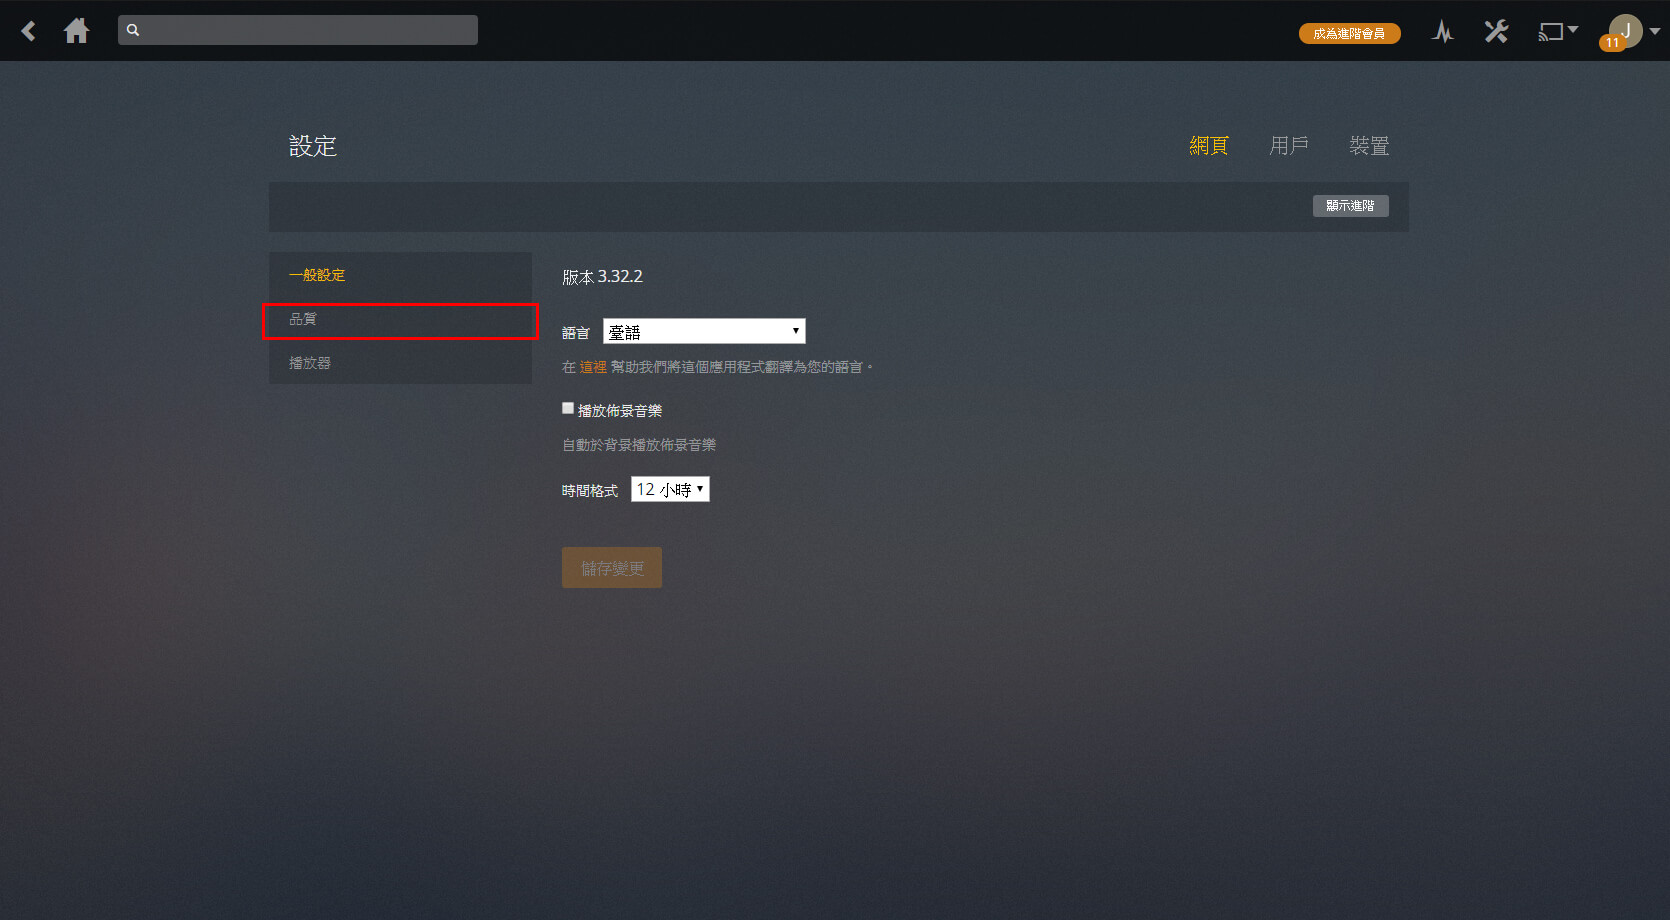 成為進階會員
J
11
設定
網頁 用戶 裝置
顯示進階
一般設定
品質
播放器
版本 3.32.2
語言 臺語
在 這裡 幫助我們將這個應用程式翻譯為您的語言。
播放佈景音樂
自動於背景播放佈景音樂
時間格式 12 小時
儲存變更